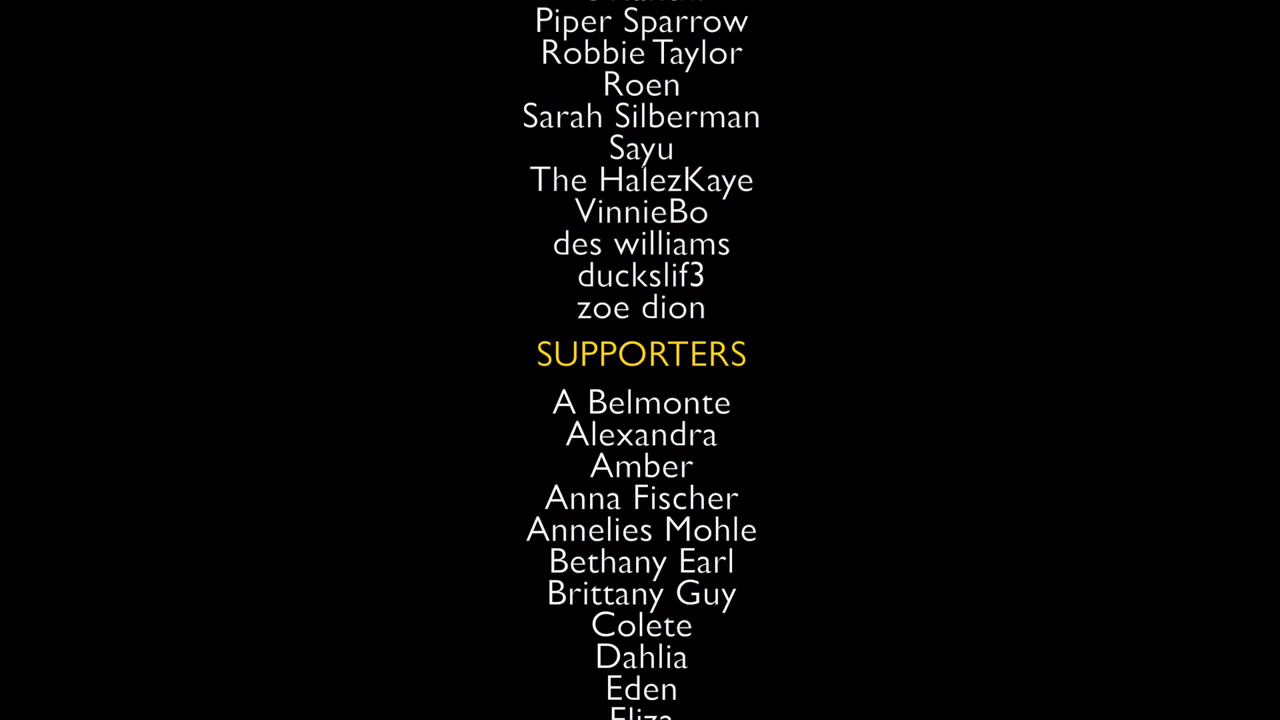 Piper Sparrow
Robbie Taylor
Roen
Sarah Silberman
Sayu
The HalezKaye
VinnieBo
des williams
duckslif3
zoe dion
SUPPORTERS
A Belmonte
Alexandra
Amber
Anna Fischer
Annelies Mohle
Bethany Earl
Brittany Guy
Colete
Dahlia
Eden
Eliza